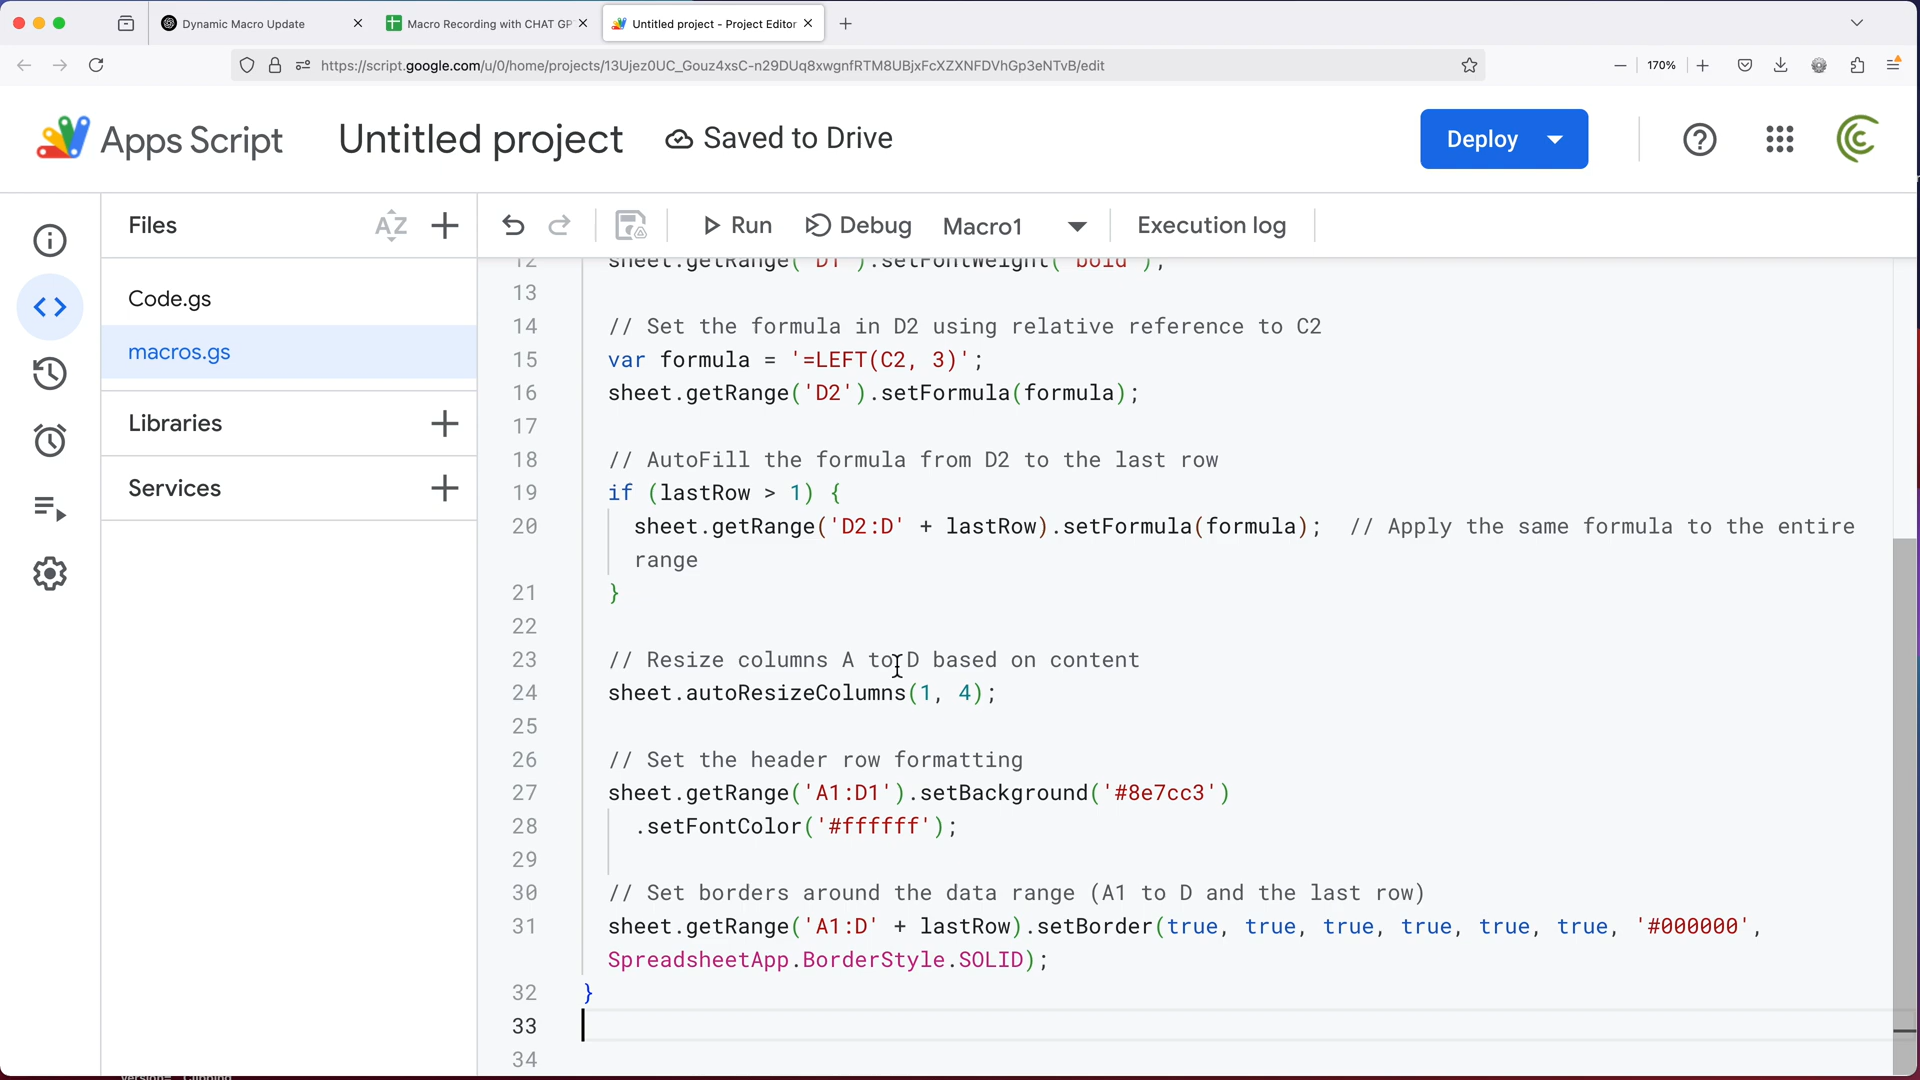 Dynamic Macro Update
Macro Recording with CHAT GP
Untitled project - Project Editor
https://script.google.com/u/0/home/projects/13Ujez0UC_Gouz4xsC-n29DUq8xwgnfRTM8UBjxFcXZXNFDVhGp3eNTvB/edit
170%
Apps Script
Untitled project
Saved to Drive
Deploy
Files
AZ
Run
Debug
Macro1
Execution log
Code.gs
macros.gs
Libraries
Services
12 sheet.getRange('D1').setFontWeight('bold');
13
14 // Set the formula in D2 using relative reference to C2
15 var formula = '=LEFT(C2, 3)';
16 sheet.getRange('D2').setFormula(formula);
17
18 // AutoFill the formula from D2 to the last row
19 if (lastRow > 1) {
20 sheet.getRange('D2:D' + lastRow).setFormula(formula); // Apply the same formula to the entire
range
21 }
22
23 // Resize columns A to D based on content
24 sheet.autoResizeColumns(1, 4);
25
26 // Set the header row formatting
27 sheet.getRange('A1:D1').setBackground('#8e7cc3')
28 .setFontColor('#ffffff');
29
30 // Set borders around the data range (A1 to D and the last row)
31 sheet.getRange('A1:D' + lastRow).setBorder(true, true, true, true, true, true, '#000000',
SpreadsheetApp.BorderStyle.SOLID);
32 }
33
34